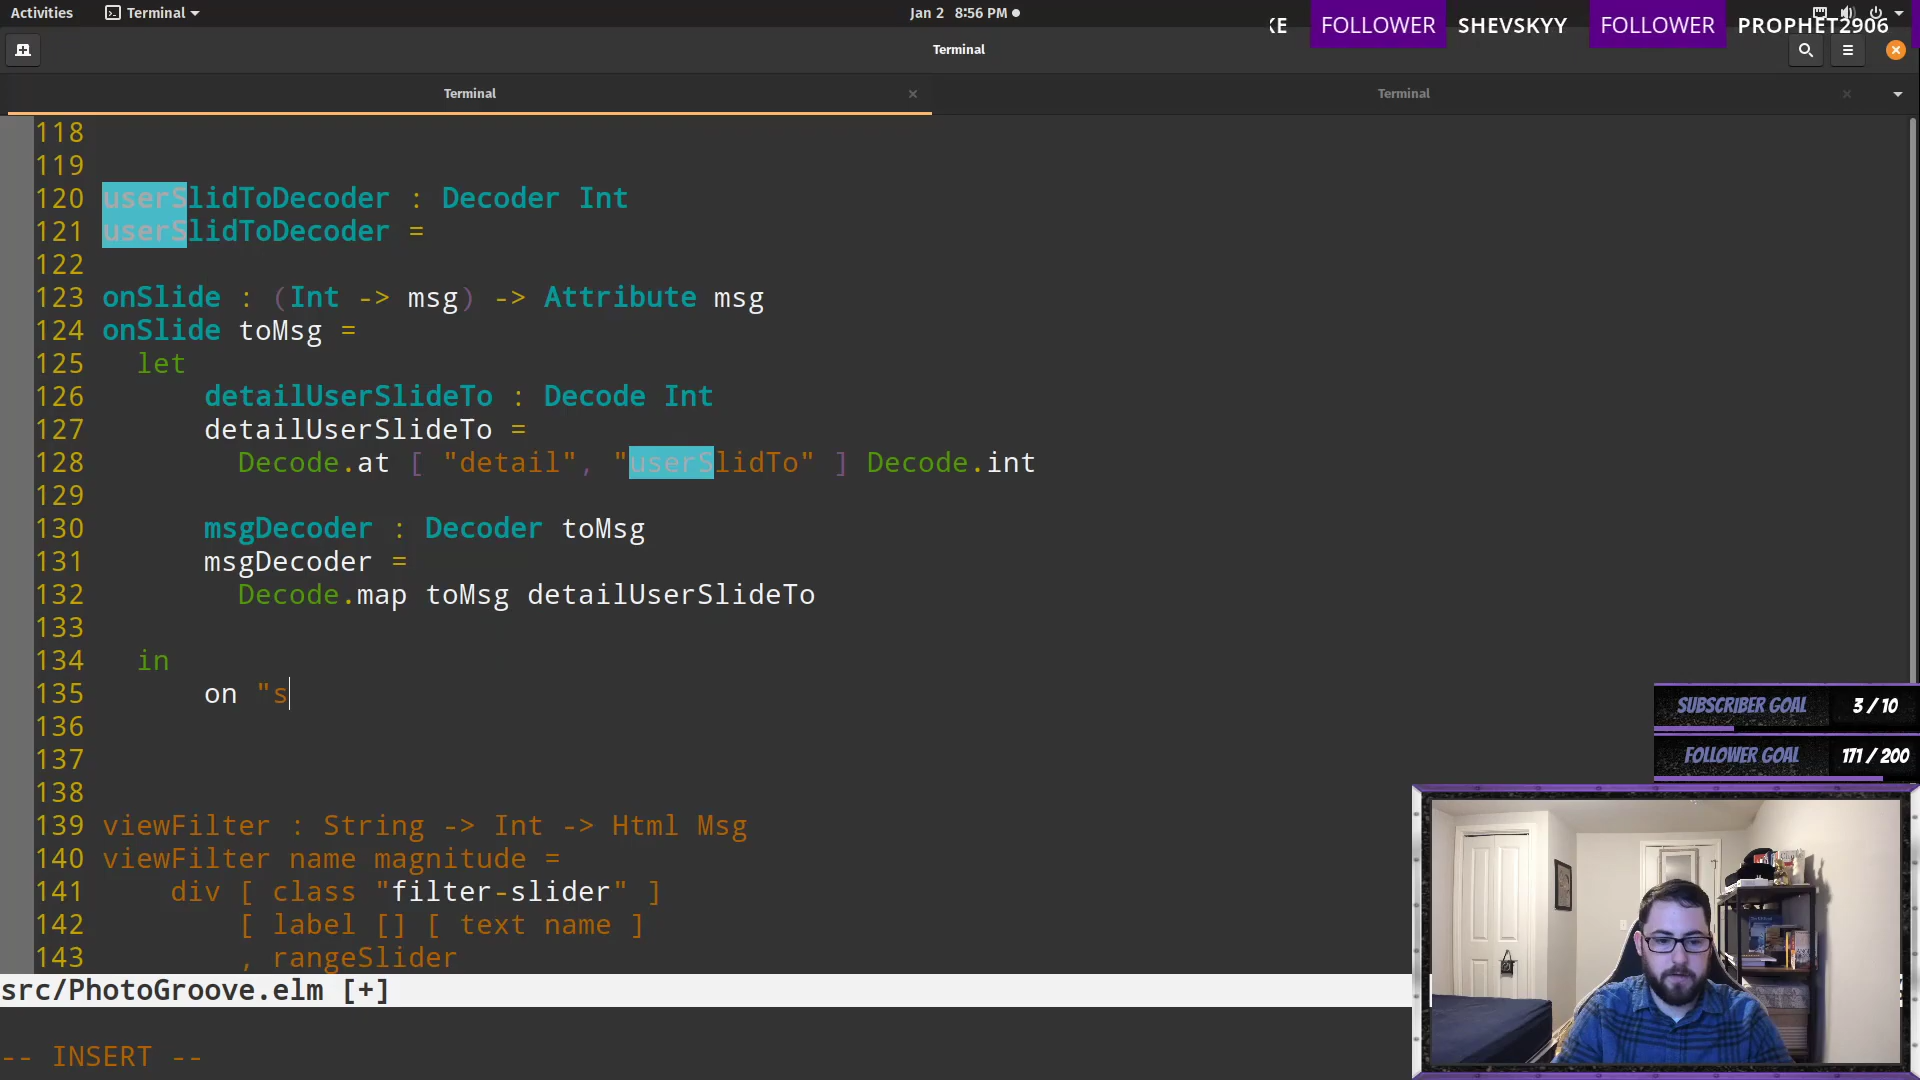 Activities
Terminal
Jan 2 8:56 PM
KE
FOLLOWER
SHEVSKYY
FOLLOWER
PROPHET2906
Terminal
Terminal
Terminal
118
119
120 userSlidToDecoder : Decoder Int
121 userSlidToDecoder =
122
123 onSlide : (Int -> msg) -> Attribute msg
124 onSlide toMsg =
125 let
126 detailUserSlideTo : Decode Int
127 detailUserSlideTo =
128 Decode.at [ "detail", "userSlidTo" ] Decode.int
129
130 msgDecoder : Decoder toMsg
131 msgDecoder =
132 Decode.map toMsg detailUserSlideTo
133
134 in
135 on "s
136
137
138
139 viewFilter : String -> Int -> Html Msg
140 viewFilter name magnitude =
141 div [ class "filter-slider" ]
142 [ label [] [ text name ]
143 , rangeSlider
src/PhotoGroove.elm [+]
-- INSERT --
SUBSCRIBER GOAL 3 / 10
FOLLOWER GOAL 171 / 200